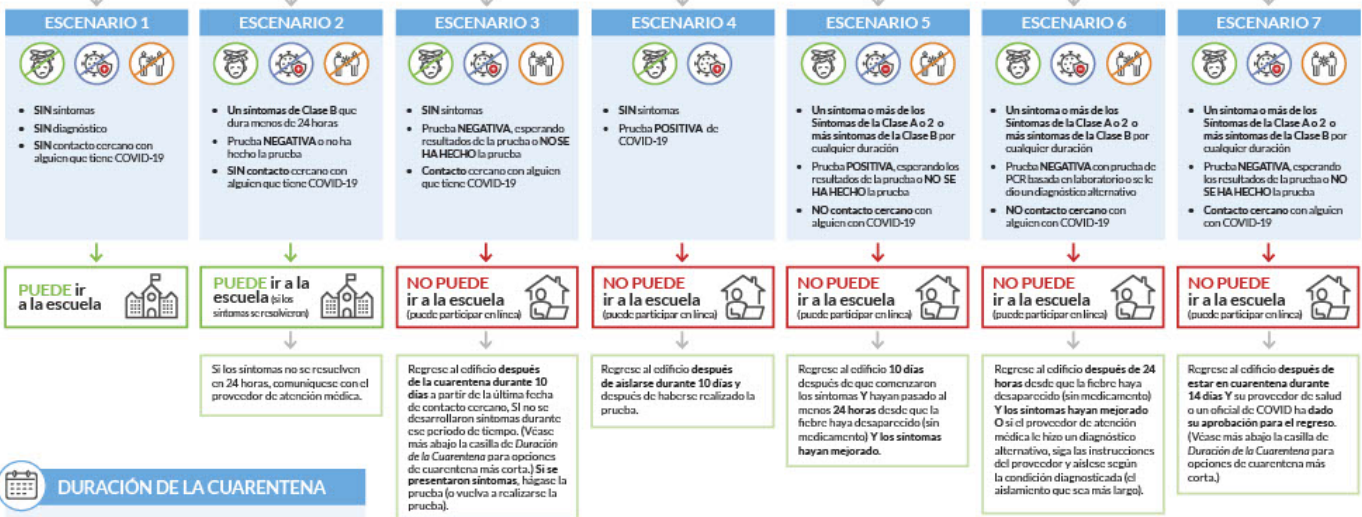 ESCENARIO 1
SIN síntomas
SIN diagnóstico
SIN contacto cercano con
alguien que tiene COVID-19
PUEDE ir
a la escuela
ESCENARIO 2
Un síntomas de Clase B que
dura menos de 24 horas
Prueba NEGATIVA o no ha
hecho la prueba
SIN contacto cercano con
alguien que tiene COVID-19
PUEDE ir a la
escuela (si los
síntomas se resolvieron)
Si los síntomas no se resuelven
en 24 horas, comuníquese con el
proveedor de atención médica.
ESCENARIO 3
SIN síntomas
Prueba NEGATIVA, esperando
resultados de la prueba o NO SE
HA HECHO la prueba
Contacto cercano con alguien
que tiene COVID-19
NO PUEDE
ir a la escuela
(puede participar en línea)
Regrese al edificio después
de la cuarentena durante 10
días a partir de la última fecha
de contacto cercano, SI no se
desarrollaron síntomas durante
ese periodo de tiempo. (Véase
más abajo la casilla de Duración
de la Cuarentena para opciones
de cuarentena más corta.) Si se
presentaron síntomas, hágase la
prueba (o vuelva a realizarse la
prueba).
ESCENARIO 4
SIN síntomas
Prueba POSITIVA de
COVID-19
NO PUEDE
ir a la escuela
(puede participar en línea)
Regrese al edificio después
de aislarse durante 10 días y
después de haberse realizado la
prueba.
ESCENARIO 5
Un síntoma o más de los
Síntomas de la Clase A o 2 o
más síntomas de la Clase B por
cualquier duración
Prueba POSITIVA, esperando los
resultados de la prueba o NO SE
HA HECHO la prueba
NO contacto cercano con
alguien con COVID-19
NO PUEDE
ir a la escuela
(puede participar en línea)
Regrese al edificio 10 días
después de que comenzaron
los síntomas Y hayan pasado al
menos 24 horas desde que la
fiebre haya desaparecido (sin
medicamento) Y los síntomas
hayan mejorado.
ESCENARIO 6
Un síntoma o más de los
Síntomas de la Clase A o 2 o
más síntomas de la Clase B por
cualquier duración
Prueba NEGATIVA con prueba de
PCR basada en laboratorio o se le
dio un diagnóstico alternativo
NO contacto cercano con
alguien con COVID-19
NO PUEDE
ir a la escuela
(puede participar en línea)
Regrese al edificio después de 24
horas desde que la fiebre haya
desaparecido (sin medicamento)
Y los síntomas hayan mejorado
O si el proveedor de atención
médica le hizo un diagnóstico
alternativo, siga las instrucciones
del proveedor y aíslese según
la condición diagnosticada (el
aislamiento que sea más largo).
ESCENARIO 7
Un síntoma o más de los
Síntomas de la Clase A o 2 o
más síntomas de la Clase B por
cualquier duración
Prueba NEGATIVA, esperando
los resultados de la prueba o NO
SE HA HECHO la prueba
Contacto cercano con alguien
con COVID-19
NO PUEDE
ir a la escuela
(puede participar en línea)
Regrese al edificio después de
estar en cuarentena durante
14 días Y su proveedor de salud
o un oficial de COVID ha dado
su aprobación para el regreso.
(Véase más abajo la casilla de
Duración de la Cuarentena para
opciones de cuarentena más
corta.)
DURACIÓN DE LA CUARENTENA